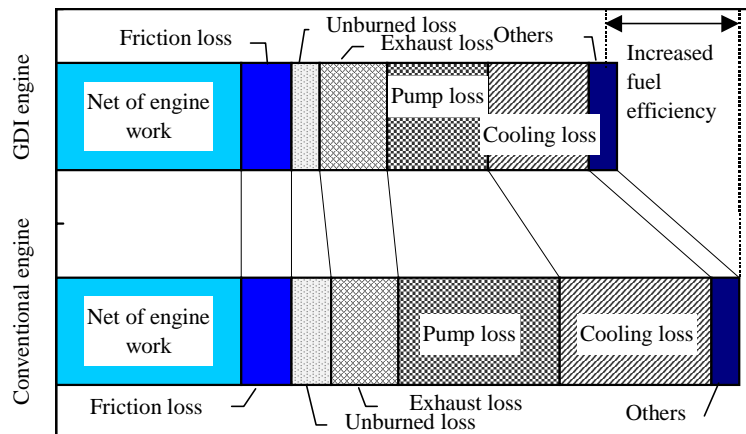 Unburned loss
Friction loss
Exhaust loss
Others
Increased
fuel
efficiency
GDI engine
Net of engine
work
Pump loss
Cooling loss
Conventional engine
Net of engine
work
Pump loss
Cooling loss
Friction loss
Exhaust loss
Unburned loss
Others